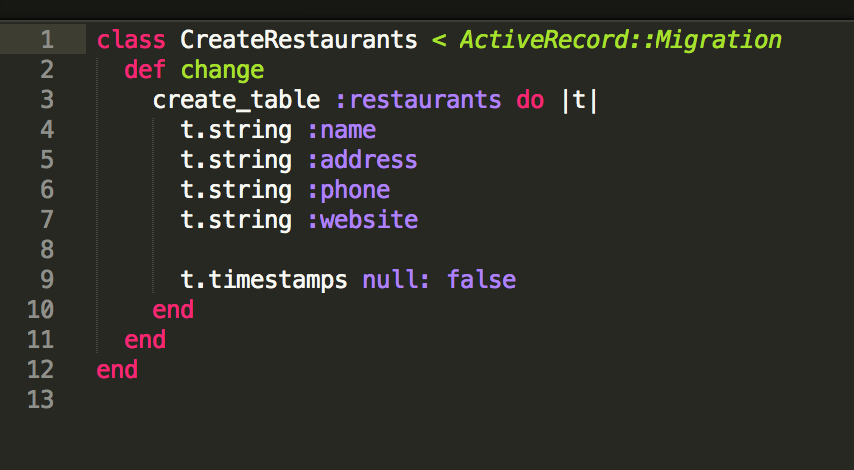 1 class CreateRestaurants < ActiveRecord::Migration
2   def change
3     create_table :restaurants do |t|
4       t.string :name
5       t.string :address
6       t.string :phone
7       t.string :website
8
9       t.timestamps null: false
10     end
11   end
12 end
13